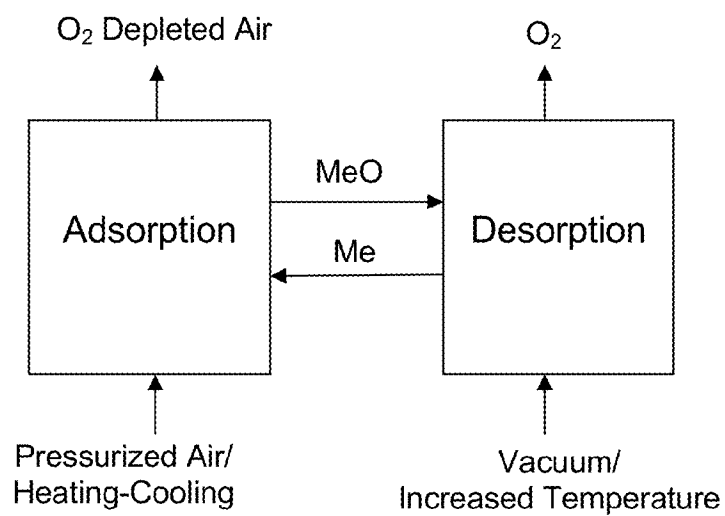 O₂ Depleted Air
O₂
MeO
Adsorption
Desorption
Me
Pressurized Air/
Heating-Cooling
Vacuum/
Increased Temperature